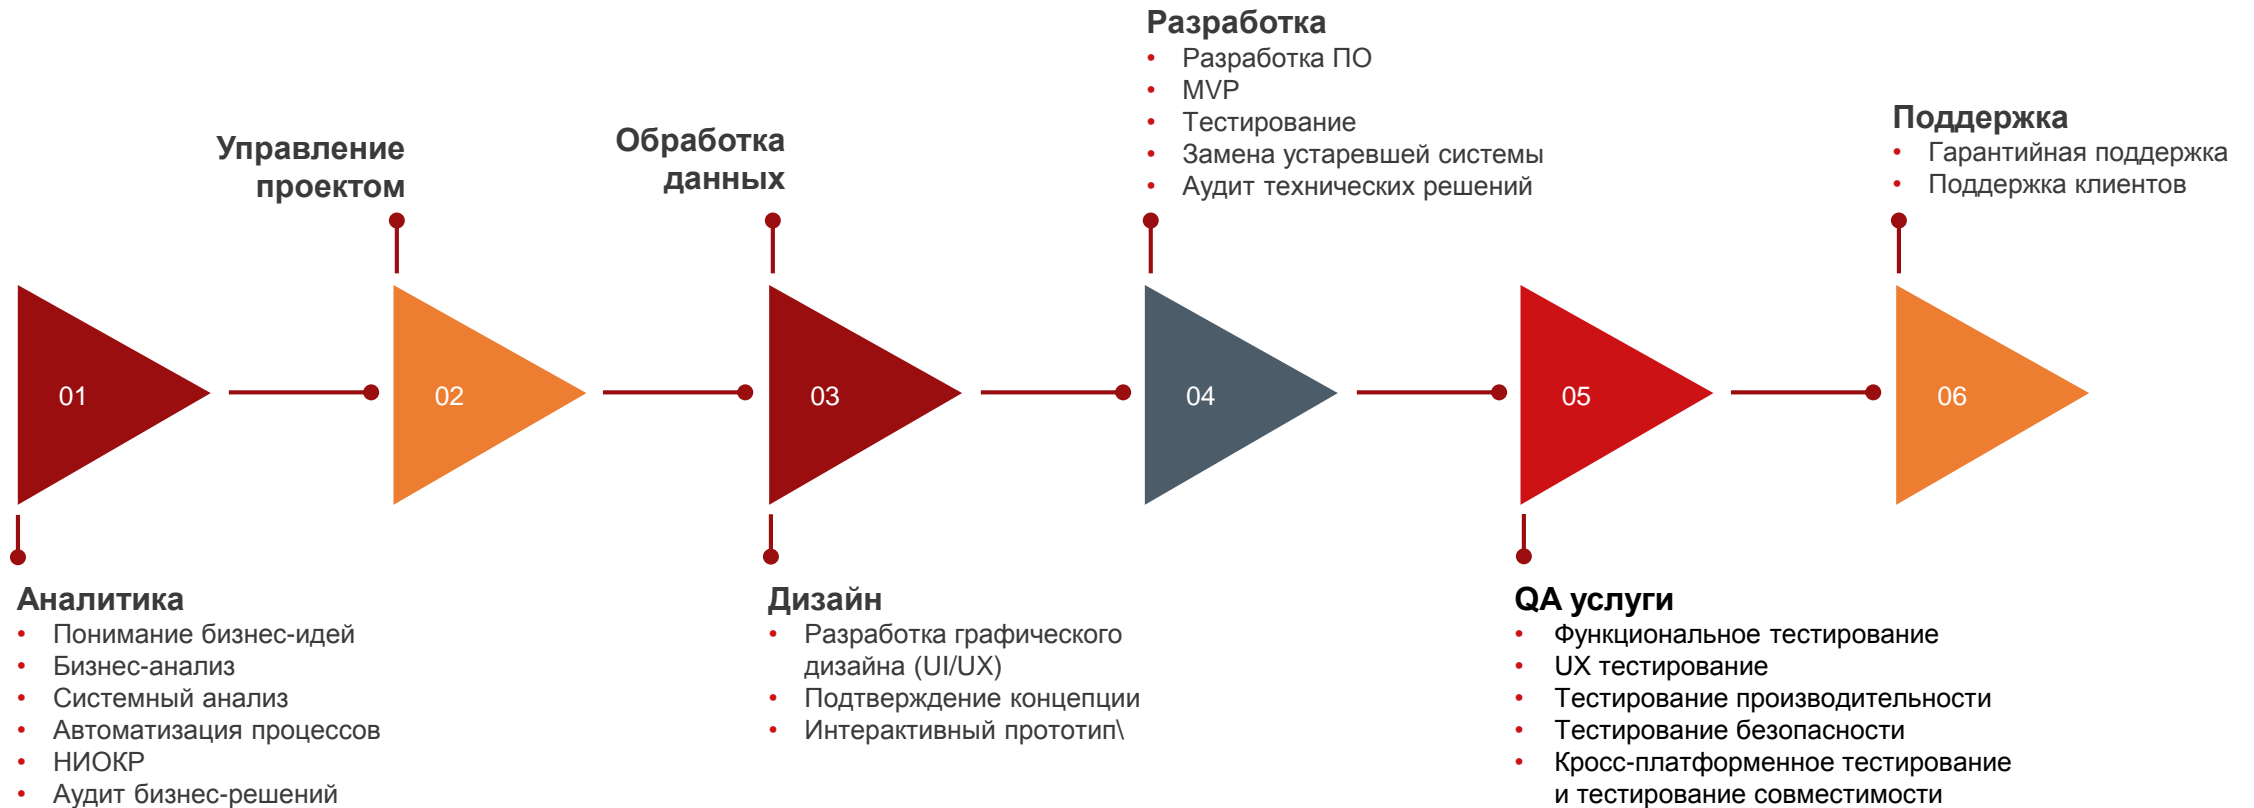 Разработка
• Разработка ПО
• MVP
• Тестирование
• Замена устаревшей системы
• Аудит технических решений
Управление
проектом
Обработка
данных
Поддержка
• Гарантийная поддержка
• Поддержка клиентов
01
02
03
04
05
06
Аналитика
• Понимание бизнес-идей
• Бизнес-анализ
• Системный анализ
• Автоматизация процессов
• НИОКР
• Аудит бизнес-решений
Дизайн
• Разработка графического
дизайна (UI/UX)
• Подтверждение концепции
• Интерактивный прототип\
QA услуги
• Функциональное тестирование
• UX тестирование
• Тестирование производительности
• Тестирование безопасности
• Кросс-платформенное тестирование
и тестирование совместимости